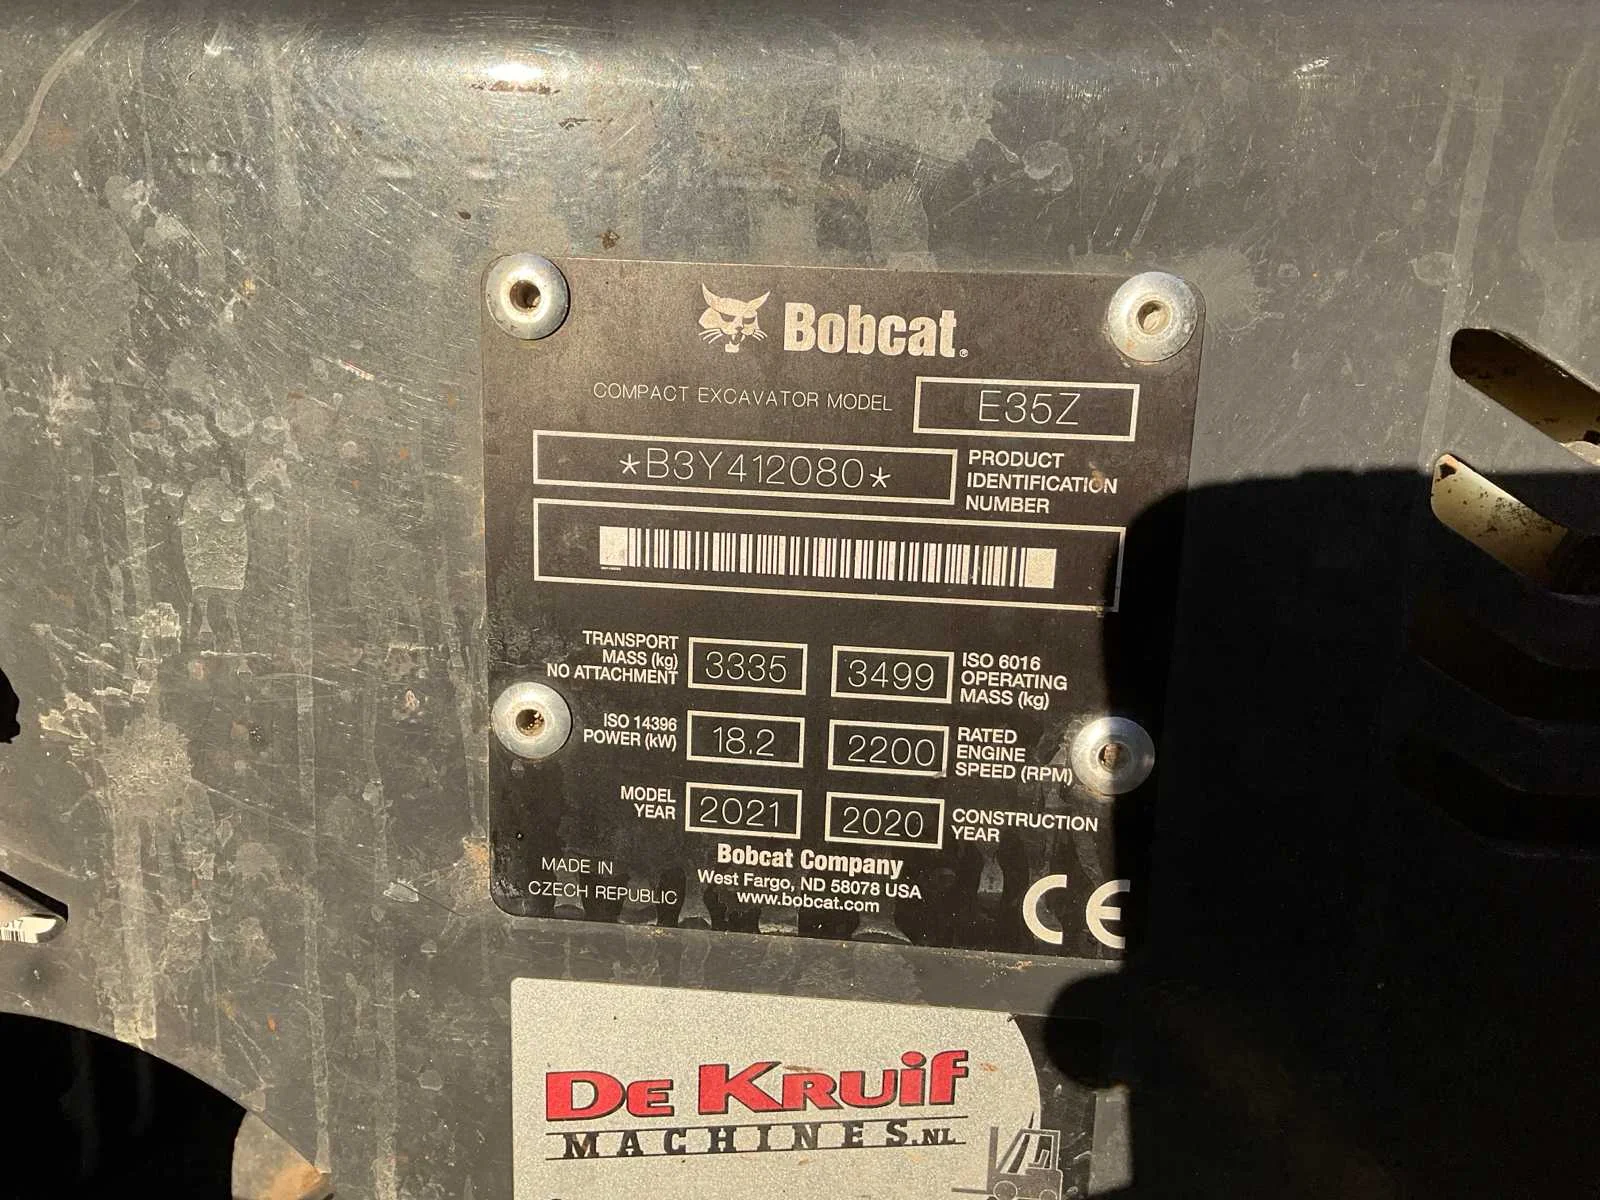 Bobcat®
COMPACT EXCAVATOR MODEL E35Z
*B3Y412080* PRODUCT IDENTIFICATION NUMBER
TRANSPORT MASS (kg) NO ATTACHMENT 3335
3499 ISO 6016 OPERATING MASS (kg)
ISO 14396 POWER (kW) 18.2
2200 RATED ENGINE SPEED (RPM)
MODEL YEAR 2021
2020 CONSTRUCTION YEAR
Bobcat Company
West Fargo, ND 58078 USA
www.bobcat.com
MADE IN
CZECH REPUBLIC
CE
DE KRUIF
MACHINES.NL